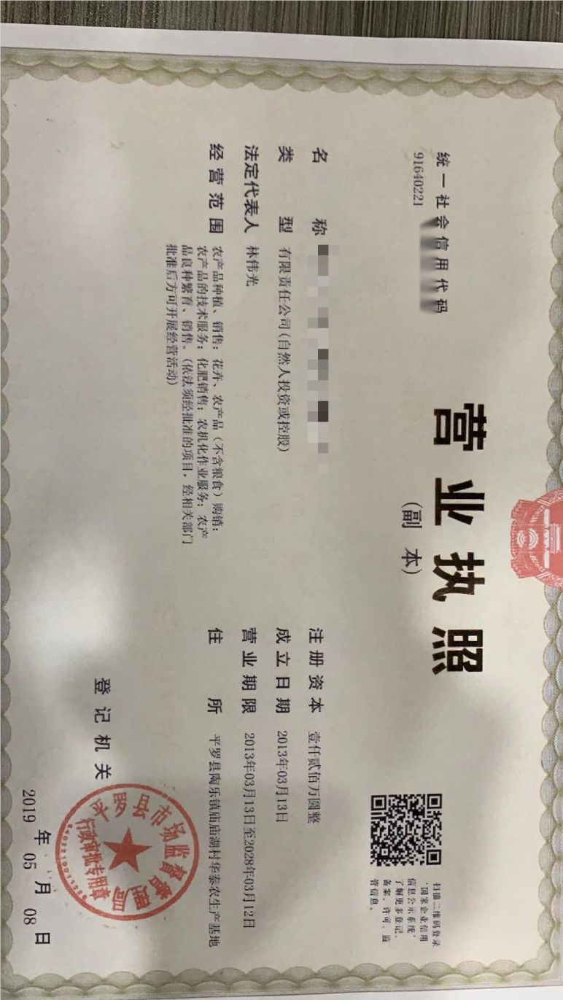 营业执照
(副 本)
统一社会信用代码
91640221
扫描二维码登录
'国家企业信用
信息公示系统'
了解更多登记、
备案、许可、监
管信息。
名 称
类 型 有限责任公司(自然人投资或控股)
法定代表人 林伟光
经营范围 农产品种植、销售；花卉、农产品（不含粮食）购销；
农产品的技术服务；化肥销售；农机化作业服务；农产
品良种繁育、销售。(依法须经批准的项目，经相关部门
批准后方可开展经营活动)
注册资本 壹仟贰佰万圆整
成立日期 2013年03月13日
营业期限 2013年03月13日至2028年03月12日
住 所 平罗县陶乐镇庙庙湖村华泰农生产基地
登记机关
平罗县市场监督管理局
行政审批专用章
2019 年 05 月 08 日